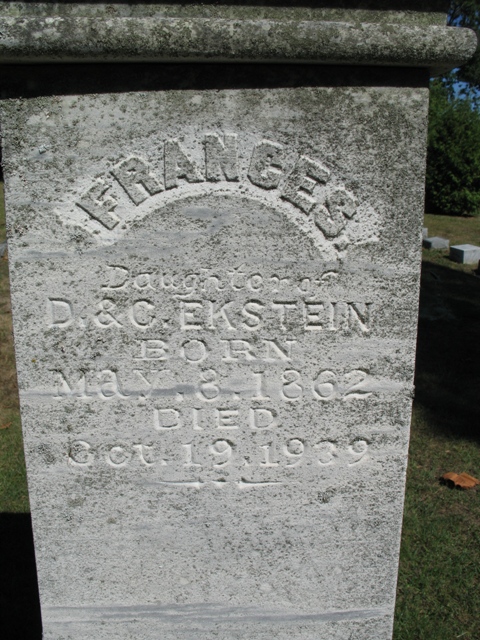 FRANCES
Daughter of
D. & C. EKSTEIN
BORN
May. 8. 1862
DIED
Oct. 19. 1939